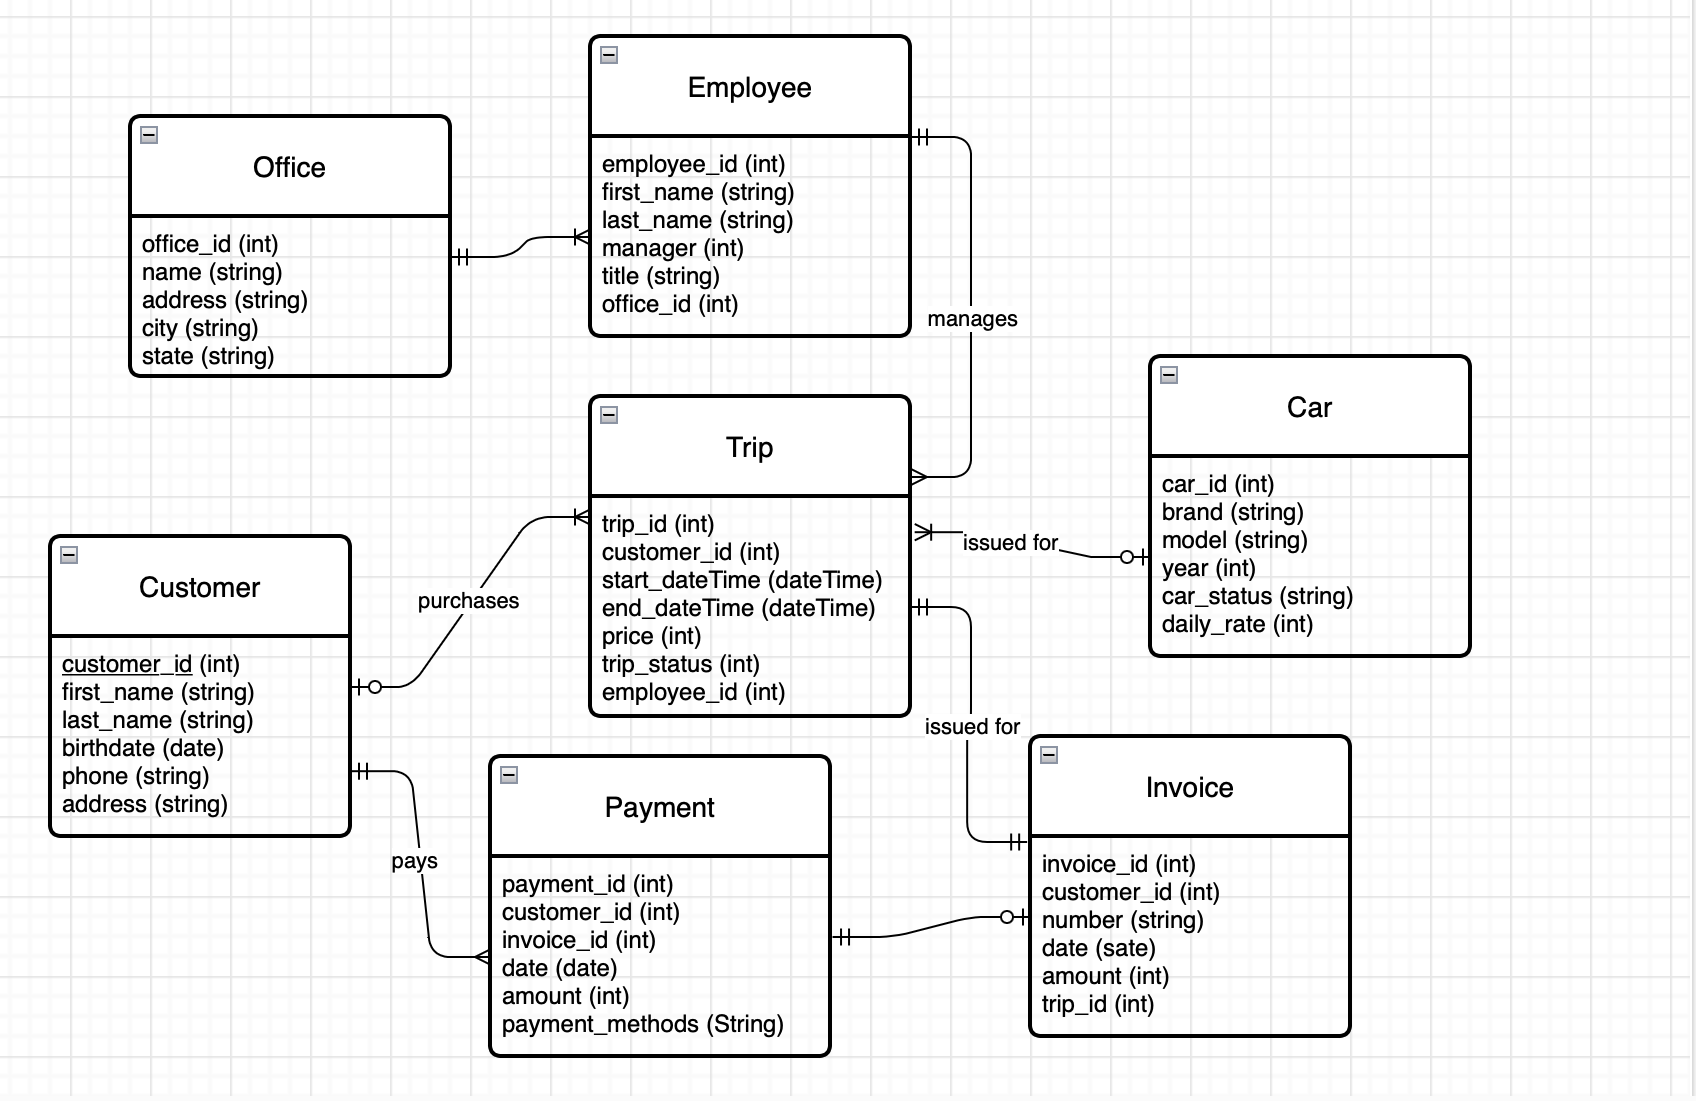 Employee
employee_id (int)
first_name (string)
last_name (string)
manager (int)
title (string)
office_id (int)
Office
office_id (int)
name (string)
address (string)
city (string)
state (string)
manages
Car
car_id (int)
brand (string)
model (string)
year (int)
car_status (string)
daily_rate (int)
Trip
trip_id (int)
customer_id (int)
start_dateTime (dateTime)
end_dateTime (dateTime)
price (int)
trip_status (int)
employee_id (int)
issued for
purchases
Customer
customer_id (int)
first_name (string)
last_name (string)
birthdate (date)
phone (string)
address (string)
issued for
pays
Payment
payment_id (int)
customer_id (int)
invoice_id (int)
date (date)
amount (int)
payment_methods (String)
Invoice
invoice_id (int)
customer_id (int)
number (string)
date (sate)
amount (int)
trip_id (int)